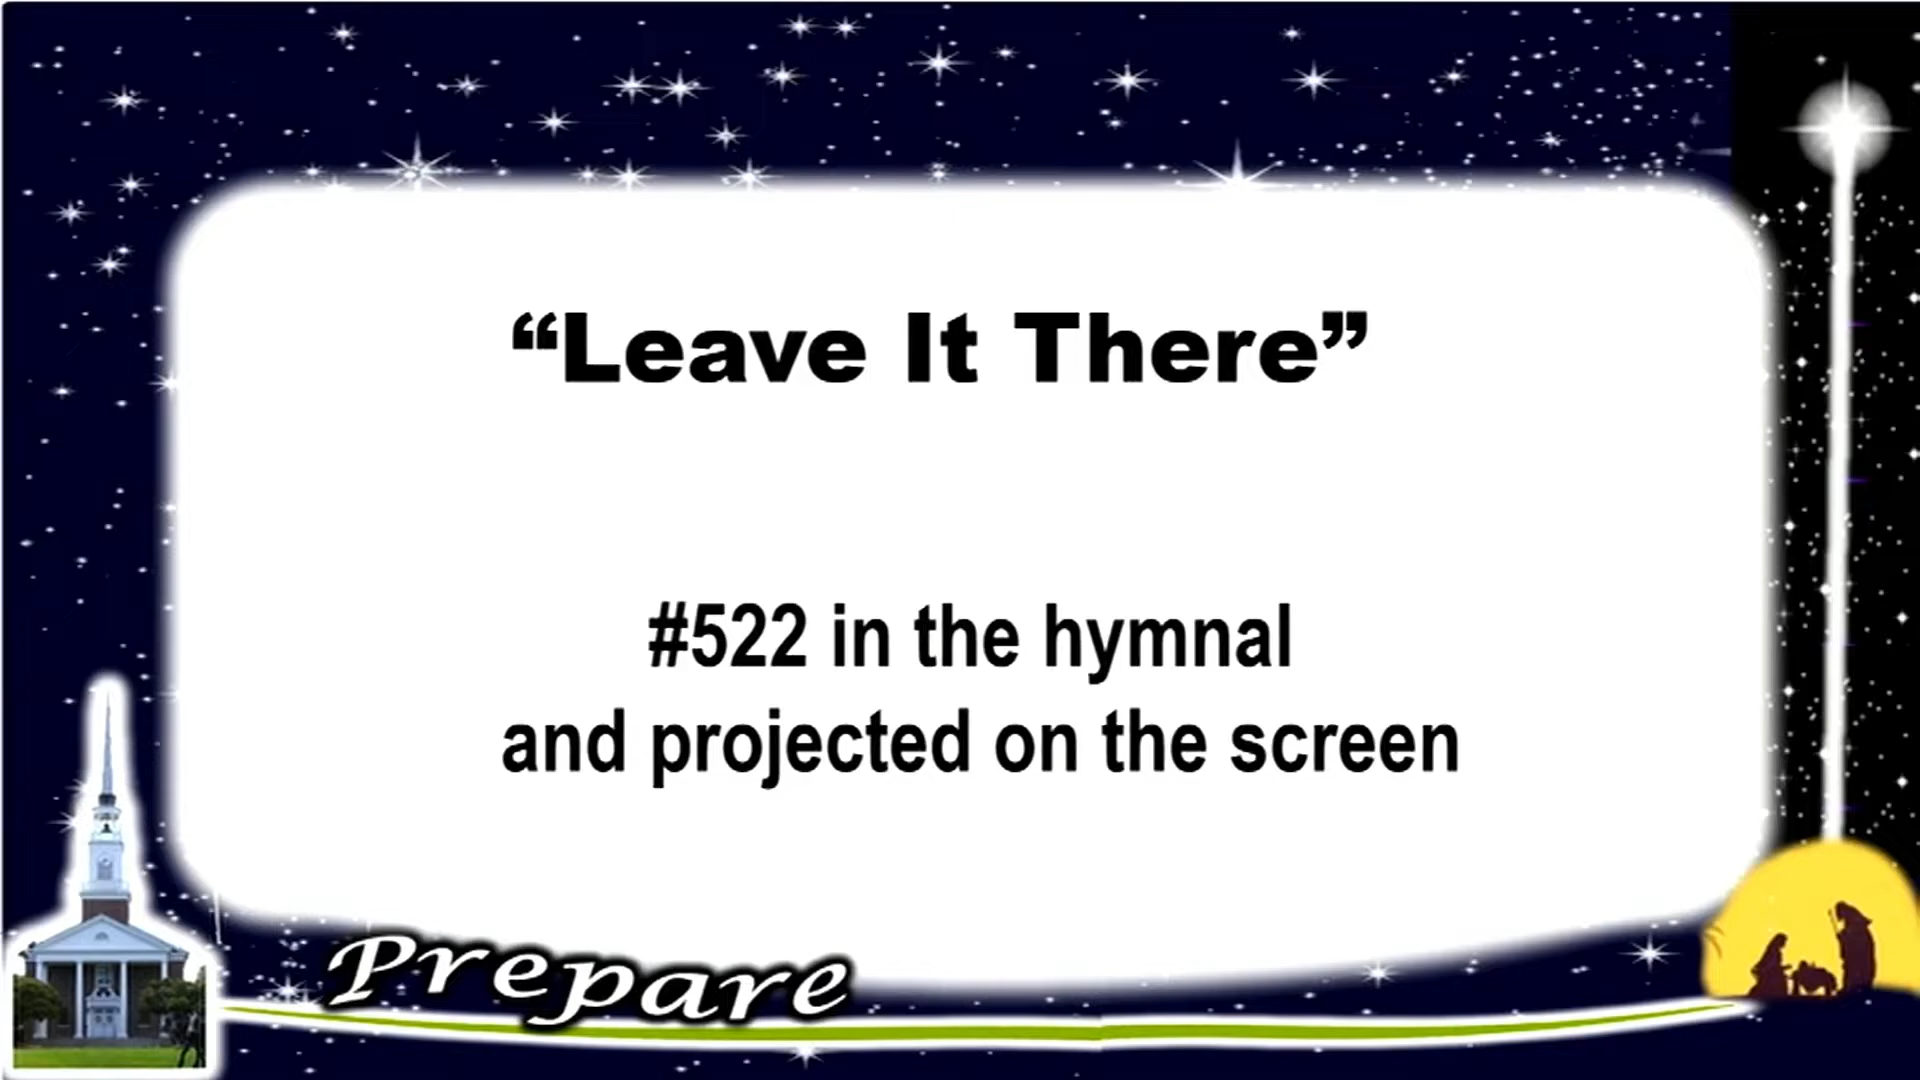 “Leave It There”
#522 in the hymnal
and projected on the screen
Prepare